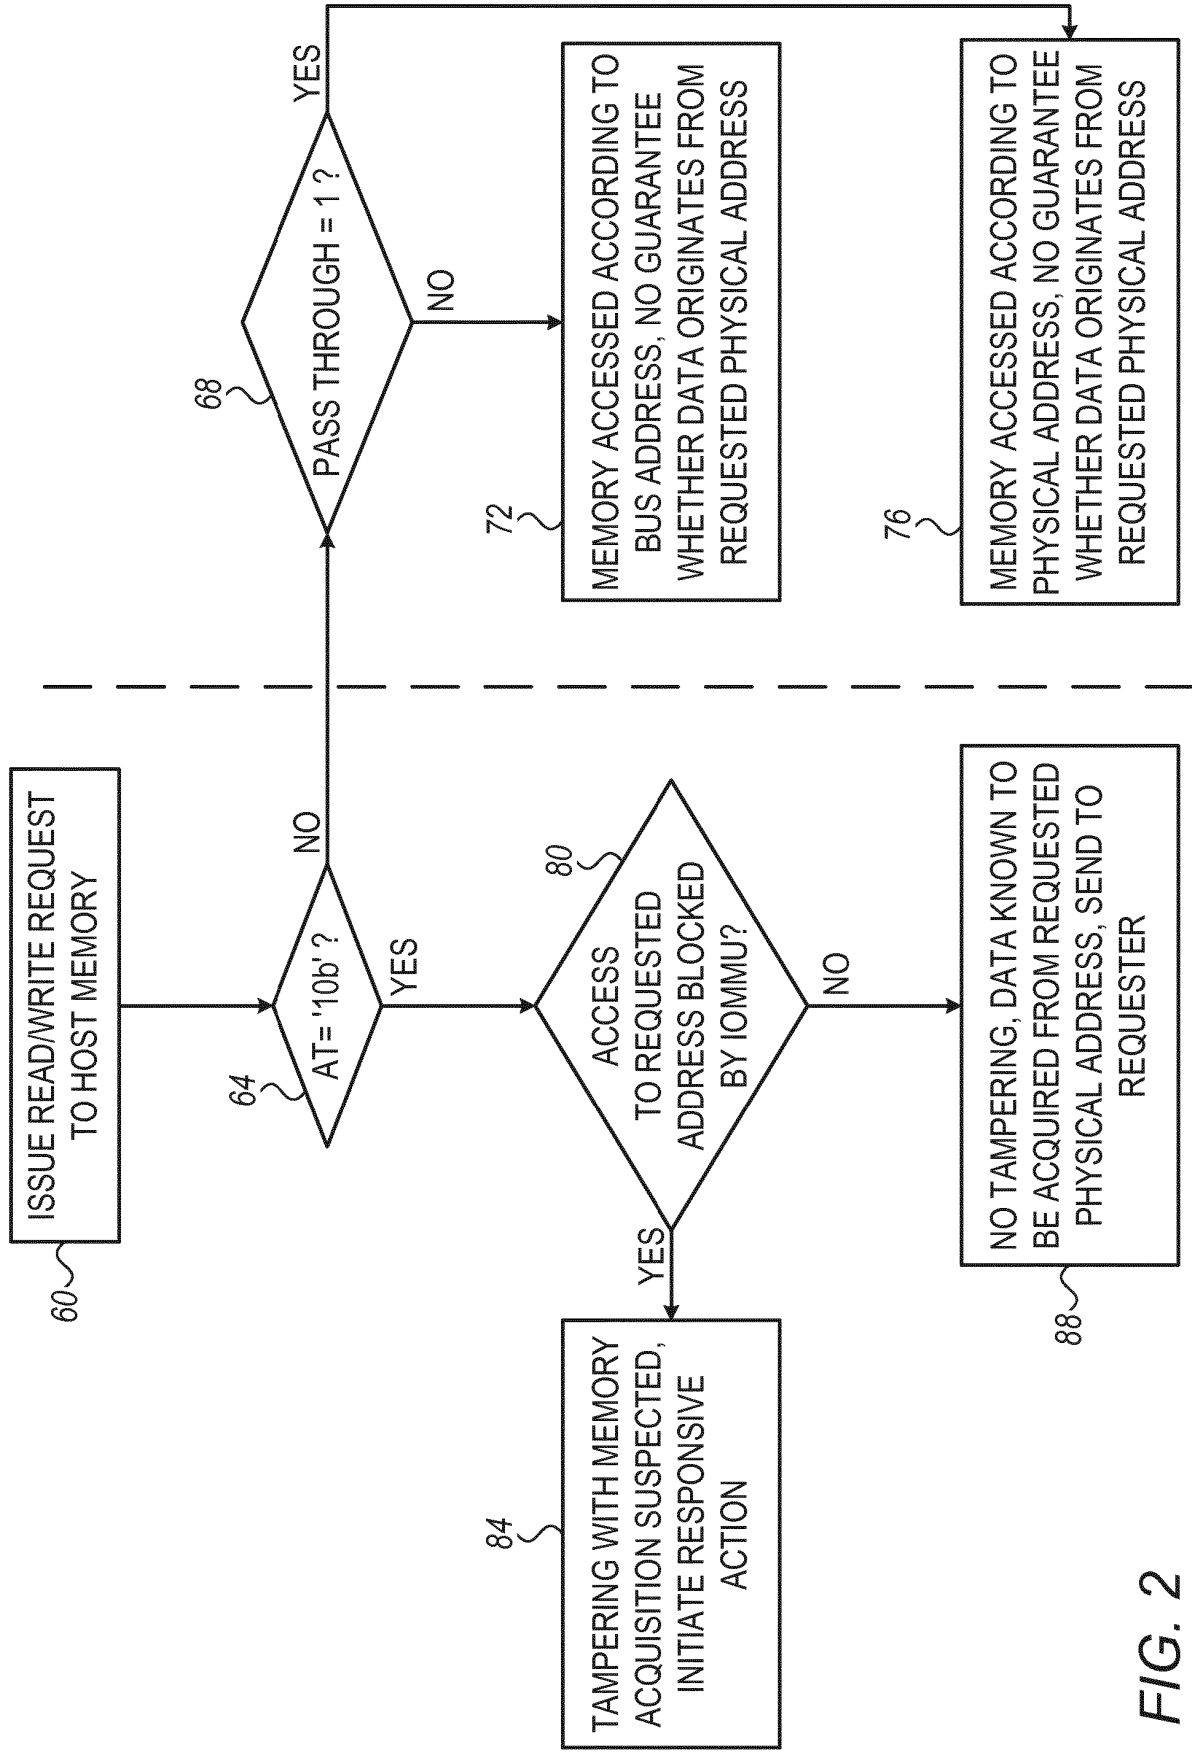 60
ISSUE READ/WRITE REQUEST
TO HOST MEMORY
64
AT= '10b' ?
NO
YES
68
PASS THROUGH = 1 ?
YES
NO
72
MEMORY ACCESSED ACCORDING TO
BUS ADDRESS, NO GUARANTEE
WHETHER DATA ORIGINATES FROM
REQUESTED PHYSICAL ADDRESS
76
MEMORY ACCESSED ACCORDING TO
PHYSICAL ADDRESS, NO GUARANTEE
WHETHER DATA ORIGINATES FROM
REQUESTED PHYSICAL ADDRESS
80
ACCESS
TO REQUESTED
ADDRESS BLOCKED
BY IOMMU?
YES
NO
84
TAMPERING WITH MEMORY
ACQUISITION SUSPECTED,
INITIATE RESPONSIVE
ACTION
88
NO TAMPERING, DATA KNOWN TO
BE ACQUIRED FROM REQUESTED
PHYSICAL ADDRESS, SEND TO
REQUESTER
FIG. 2